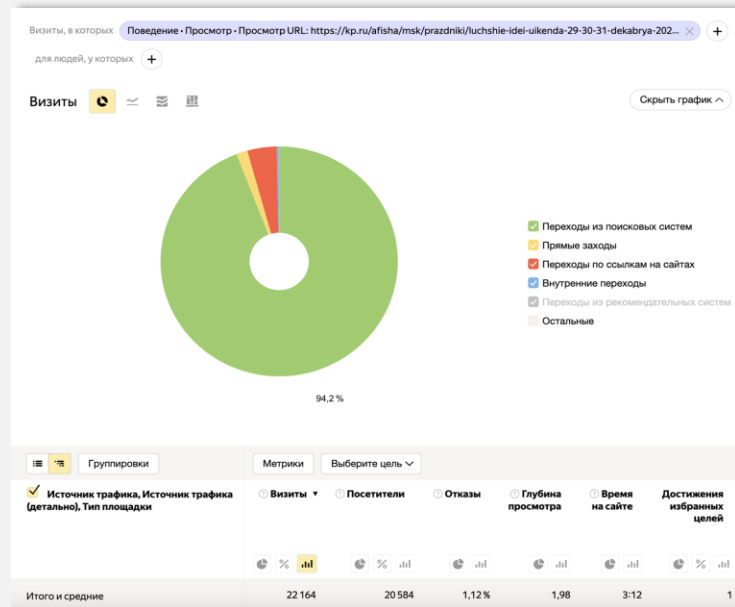 Визиты, в которых Поведение • Просмотр • Просмотр URL: https://kp.ru/afisha/msk/prazdniki/luchshie-idei-uikenda-29-30-31-dekabrya-202...
для людей, у которых
Визиты
Скрыть график
Переходы из поисковых систем
Прямые заходы
Переходы по ссылкам на сайтах
Внутренние переходы
Переходы из рекомендательных систем
Остальные
94,2 %
Группировки Метрики Выберите цель
Источник трафика, Источник трафика (детально), Тип площадки
Визиты
Посетители
Отказы
Глубина просмотра
Время на сайте
Достижения избранных целей
% % %
Итого и средние 22 164 20 584 1,12 % 1,98 3:12 1